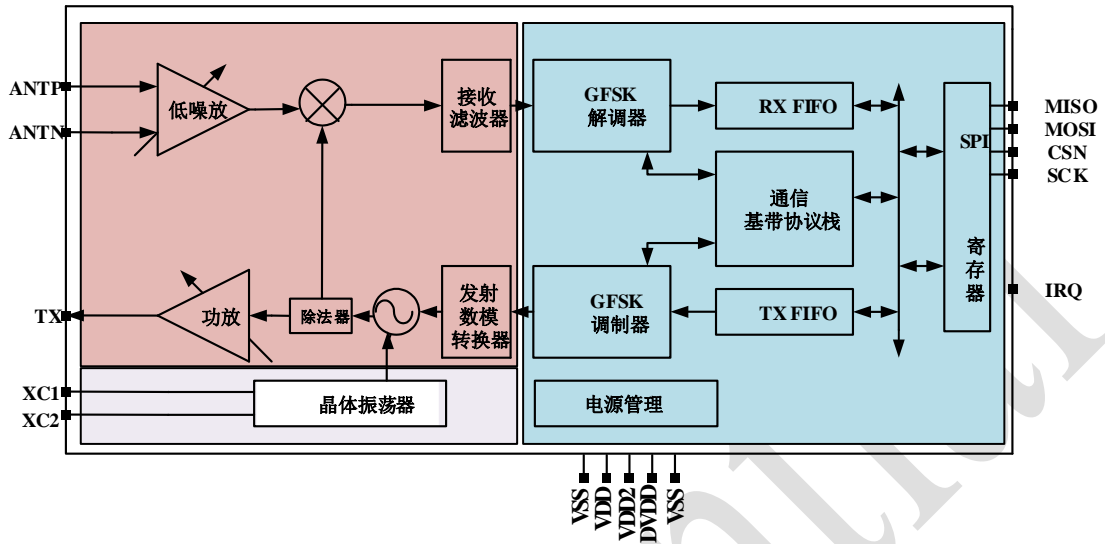 ANTP
ANTN
低噪放
接收
滤波器
GFSK
解调器
RX FIFO
SPI
MISO
MOSI
CSN
SCK
通信
基带协议栈
寄
存
器
IRQ
TX
功放
除法器
发射
数模
转换器
GFSK
调制器
TX FIFO
XC1
XC2
晶体振荡器
电源管理
VSS
VDD
VDD2
DVDD
VSS